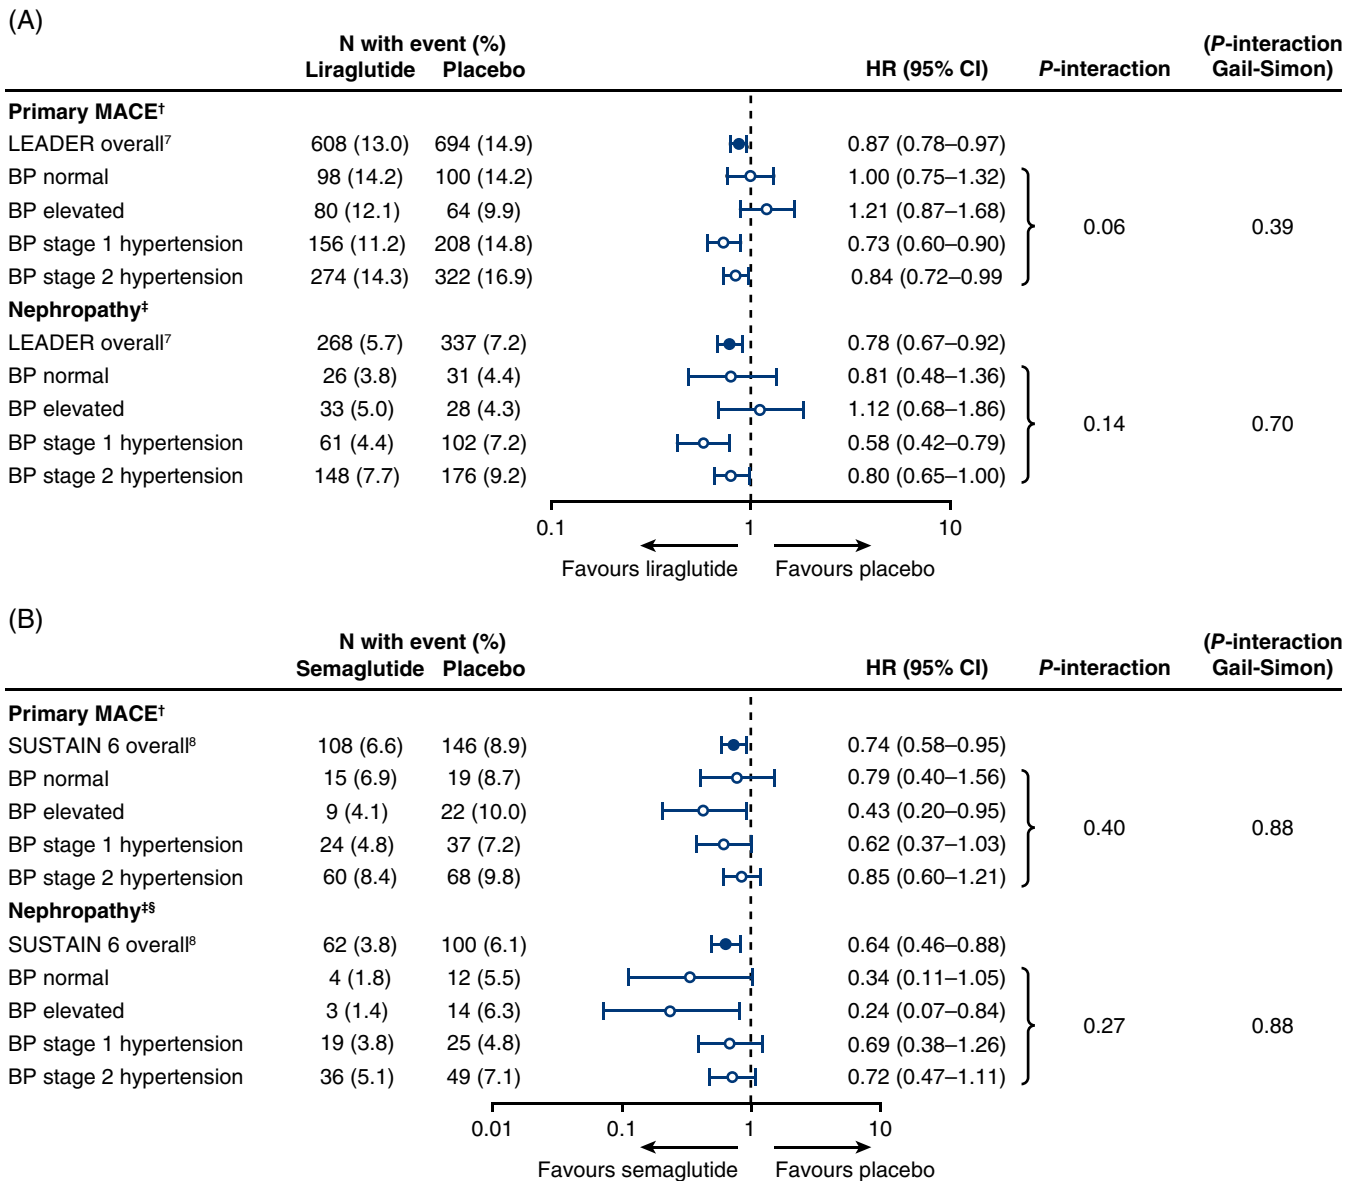 (A)
N with event (%) (P-interaction
Liraglutide Placebo HR (95% CI) P-interaction Gail-Simon)
Primary MACE†
LEADER overall⁷ 608 (13.0) 694 (14.9) 0.87 (0.78–0.97)
BP normal 98 (14.2) 100 (14.2) 1.00 (0.75–1.32)
BP elevated 80 (12.1) 64 (9.9) 1.21 (0.87–1.68)
0.06 0.39
BP stage 1 hypertension 156 (11.2) 208 (14.8) 0.73 (0.60–0.90)
BP stage 2 hypertension 274 (14.3) 322 (16.9) 0.84 (0.72–0.99
Nephropathy‡
LEADER overall⁷ 268 (5.7) 337 (7.2) 0.78 (0.67–0.92)
BP normal 26 (3.8) 31 (4.4) 0.81 (0.48–1.36)
BP elevated 33 (5.0) 28 (4.3) 1.12 (0.68–1.86)
0.14 0.70
BP stage 1 hypertension 61 (4.4) 102 (7.2) 0.58 (0.42–0.79)
BP stage 2 hypertension 148 (7.7) 176 (9.2) 0.80 (0.65–1.00)
0.1 1 10
Favours liraglutide Favours placebo
(B)
N with event (%) (P-interaction
Semaglutide Placebo HR (95% CI) P-interaction Gail-Simon)
Primary MACE†
SUSTAIN 6 overall⁸ 108 (6.6) 146 (8.9) 0.74 (0.58–0.95)
BP normal 15 (6.9) 19 (8.7) 0.79 (0.40–1.56)
BP elevated 9 (4.1) 22 (10.0) 0.43 (0.20–0.95)
0.40 0.88
BP stage 1 hypertension 24 (4.8) 37 (7.2) 0.62 (0.37–1.03)
BP stage 2 hypertension 60 (8.4) 68 (9.8) 0.85 (0.60–1.21)
Nephropathy‡§
SUSTAIN 6 overall⁸ 62 (3.8) 100 (6.1) 0.64 (0.46–0.88)
BP normal 4 (1.8) 12 (5.5) 0.34 (0.11–1.05)
BP elevated 3 (1.4) 14 (6.3) 0.24 (0.07–0.84)
0.27 0.88
BP stage 1 hypertension 19 (3.8) 25 (4.8) 0.69 (0.38–1.26)
BP stage 2 hypertension 36 (5.1) 49 (7.1) 0.72 (0.47–1.11)
0.01 0.1 1 10
Favours semaglutide Favours placebo